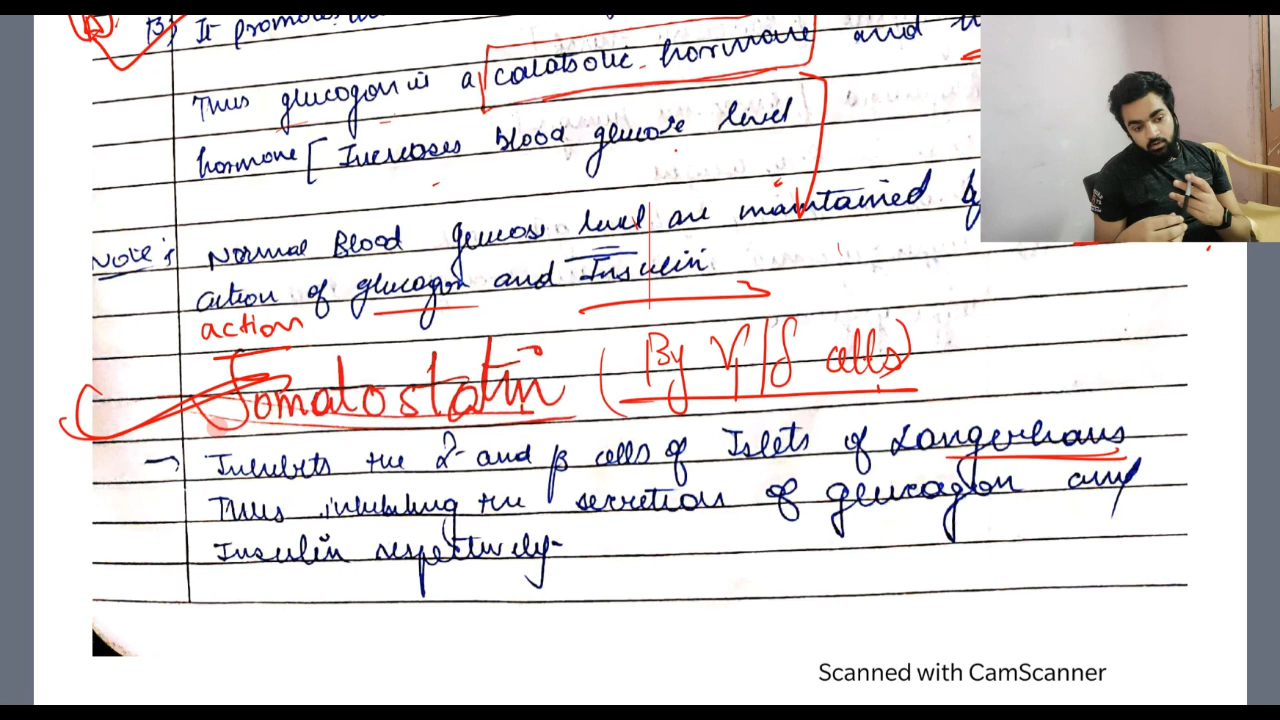 B) It promotes
Thus glucogon is a catabolic hormone and
hormone [ Increases blood glucose level
Note: Normal Blood glucose level are maintained
action of glucagon and Insulin
action
Somatostatin (By /δ cells)
→ Inhibits the α and β cells of Islets of Langerhans
Thus inhibiting the secretion of glucagon and
Insulin respectively-
Scanned with CamScanner